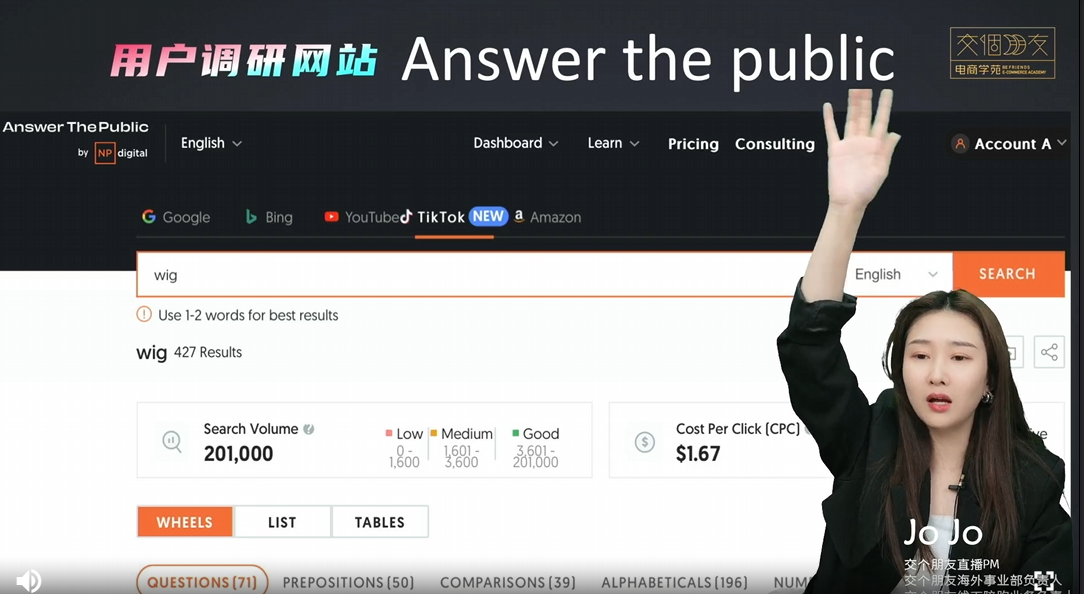 用户调研网站 Answer the public
交個朋友
电商学苑 BE FRIENDS E-COMMERCE ACADEMY
Answer The Public
by NP digital
English
Dashboard Learn Pricing Consulting
Account A
Google Bing YouTube TikTok NEW Amazon
wig
English
SEARCH
Use 1-2 words for best results
wig 427 Results
Search Volume
201,000
Low
0 -
1,600
Medium
1,601 -
3,600
Good
3,601 -
201,000
Cost Per Click (CPC)
$1.67
WHEELS LIST TABLES
Jo Jo
交个朋友直播PM
交个朋友海外事业部负责人
QUESTIONS (71) PREPOSITIONS (50) COMPARISONS (39) ALPHABETICALS (196)